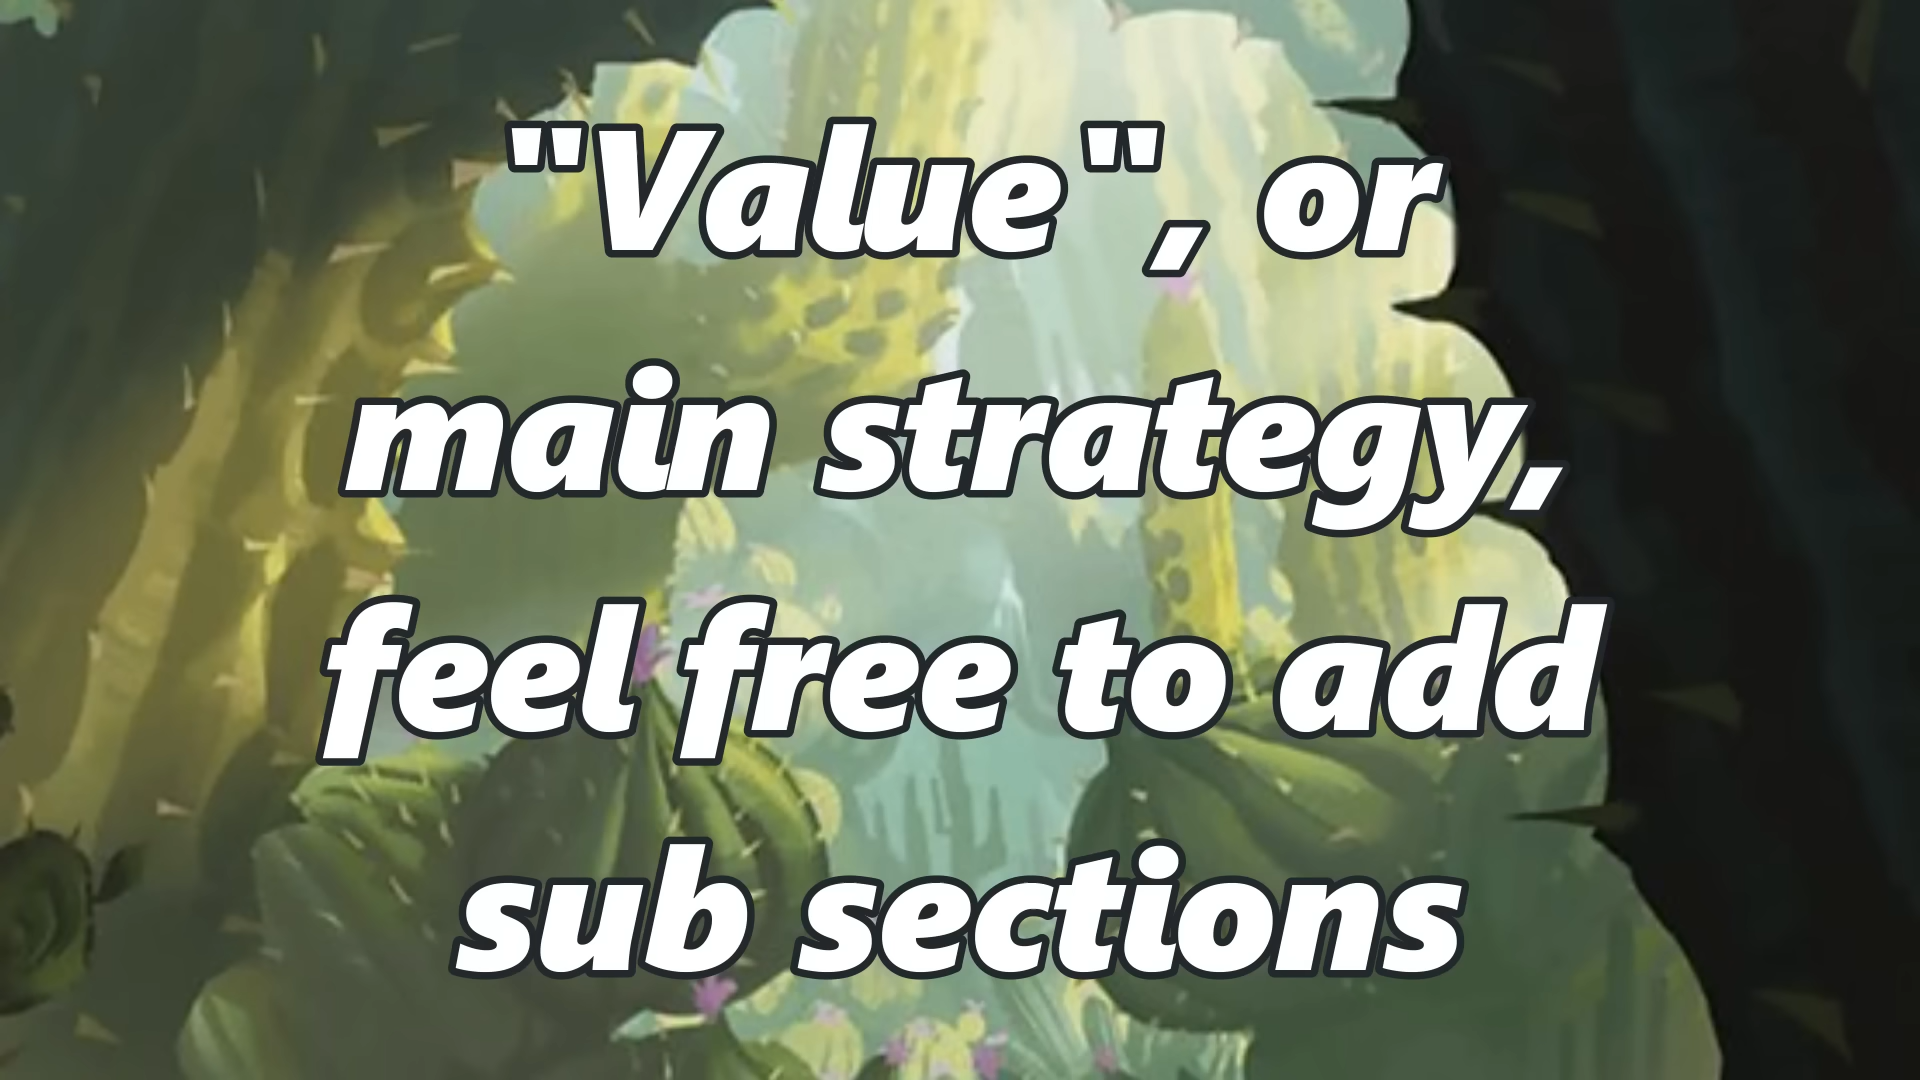 "Value", or
main strategy,
feel free to add
sub sections